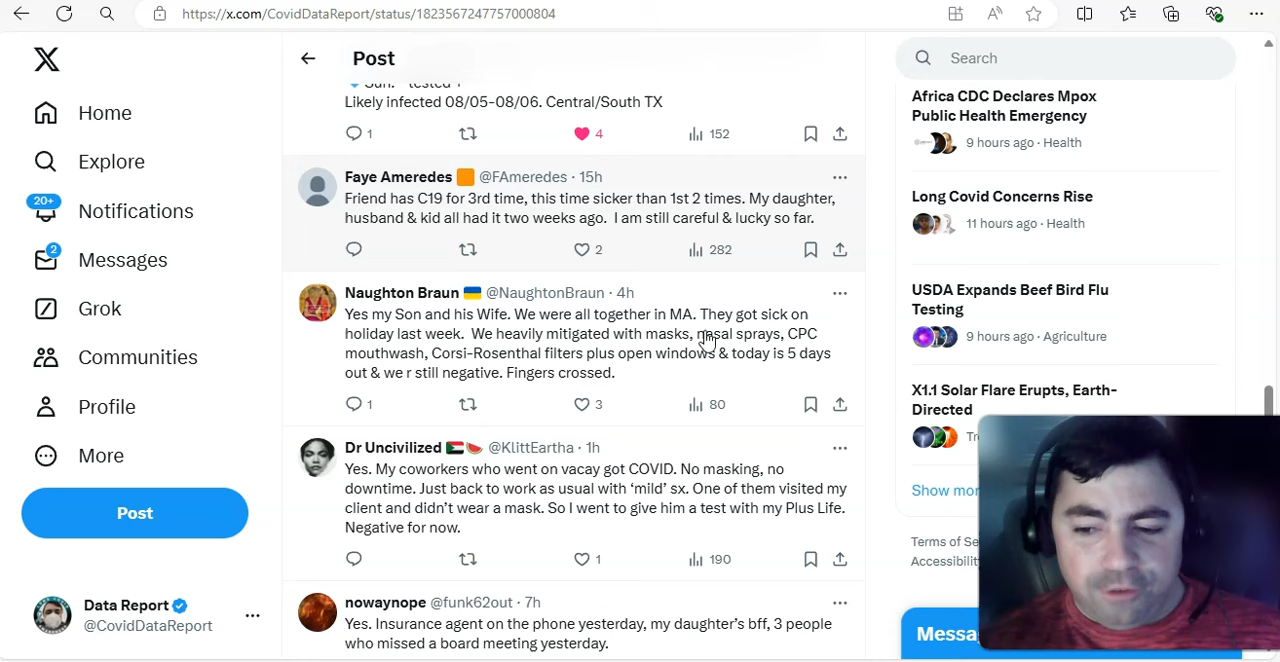 https://x.com/CovidDataReport/status/1823567247757000804
Home
Explore
20+
Notifications
2
Messages
Grok
Communities
Profile
More
Post
Data Report
@CovidDataReport
Post
Likely infected 08/05-08/06. Central/South TX
1
4
152
Faye Ameredes @FAmeredes · 15h
Friend has C19 for 3rd time, this time sicker than 1st 2 times. My daughter,
husband & kid all had it two weeks ago. I am still careful & lucky so far.
2
282
Naughton Braun @NaughtonBraun · 4h
Yes my Son and his Wife. We were all together in MA. They got sick on
holiday last week. We heavily mitigated with masks, nasal sprays, CPC
mouthwash, Corsi-Rosenthal filters plus open windows & today is 5 days
out & we r still negative. Fingers crossed.
1
3
80
Dr Uncivilized @KlittEartha · 1h
Yes. My coworkers who went on vacay got COVID. No masking, no
downtime. Just back to work as usual with ‘mild’ sx. One of them visited my
client and didn’t wear a mask. So I went to give him a test with my Plus Life.
Negative for now.
1
190
nowaynope @funk62out · 7h
Yes. Insurance agent on the phone yesterday, my daughter’s bff, 3 people
who missed a board meeting yesterday.
Search
Africa CDC Declares Mpox
Public Health Emergency
9 hours ago · Health
Long Covid Concerns Rise
11 hours ago · Health
USDA Expands Beef Bird Flu
Testing
9 hours ago · Agriculture
X1.1 Solar Flare Erupts, Earth-
Directed
Show
Terms of